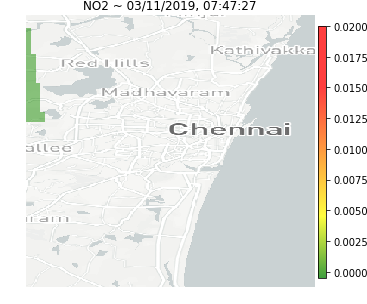 NO2 ~ 03/11/2019, 07:47:27
Kathivakka
Red Hills
Madhavaram
Chennai
allee
ram
0.0200
0.0175
0.0150
0.0125
0.0100
0.0075
0.0050
0.0025
0.0000